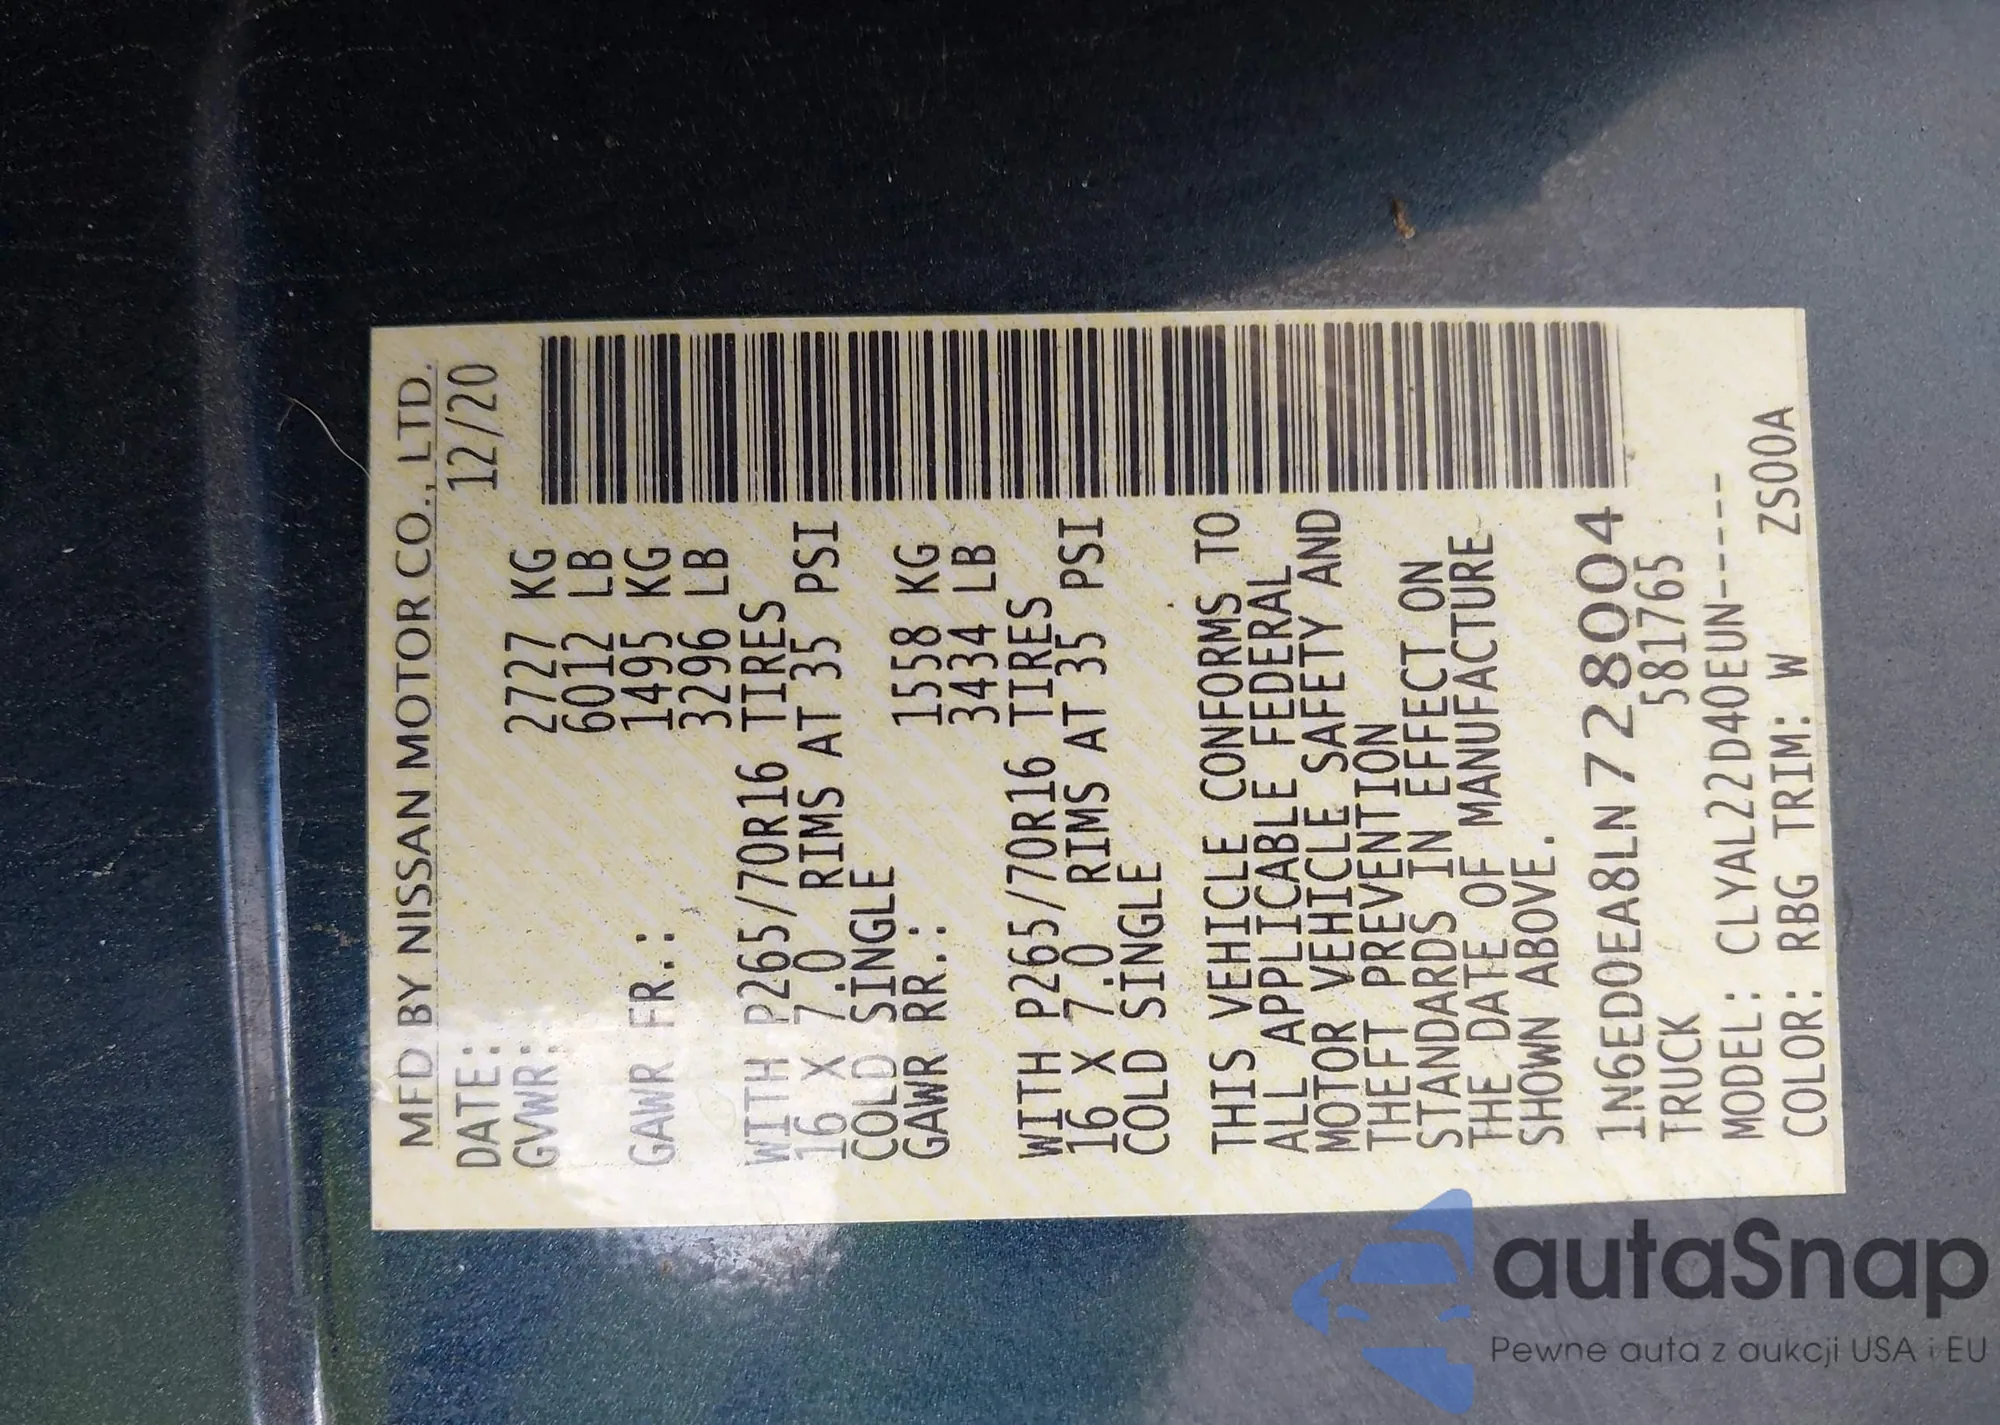 MFD BY NISSAN MOTOR CO., LTD.
DATE: 12/20
GVWR: 2727 KG
6012 LB
GAWR FR.: 1495 KG
3296 LB
WITH P265/70R16 TIRES
16 X 7.0 RIMS AT 35 PSI
COLD SINGLE
GAWR RR.: 1558 KG
3434 LB
WITH P265/70R16 TIRES
16 X 7.0 RIMS AT 35 PSI
COLD SINGLE
THIS VEHICLE CONFORMS TO
ALL APPLICABLE FEDERAL
MOTOR VEHICLE SAFETY AND
THEFT PREVENTION
STANDARDS IN EFFECT ON
THE DATE OF MANUFACTURE
SHOWN ABOVE.
1N6ED0EA8LN728004
TRUCK 581765
MODEL: CLYAL22D40EUN-----
COLOR: RBG TRIM: W ZS00A
autaSnap
Pewne auta z aukcji USA i EU